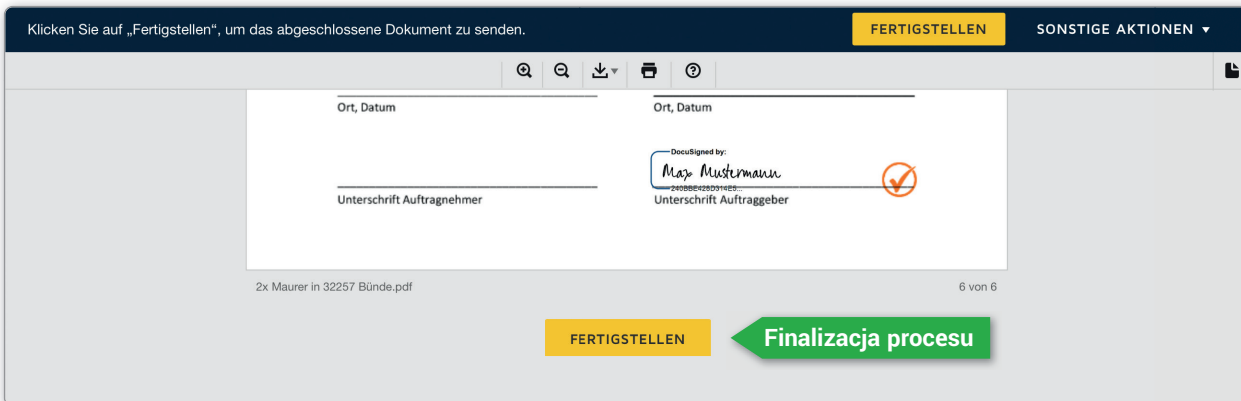 Klicken Sie auf „Fertigstellen“, um das abgeschlossene Dokument zu senden.
FERTIGSTELLEN
SONSTIGE AKTIONEN
Ort, Datum
Ort, Datum
DocuSigned by:
Max Mustermann
240BBE428D314E5...
Unterschrift Auftragnehmer
Unterschrift Auftraggeber
2x Maurer in 32257 Bünde.pdf
6 von 6
FERTIGSTELLEN
Finalizacja procesu